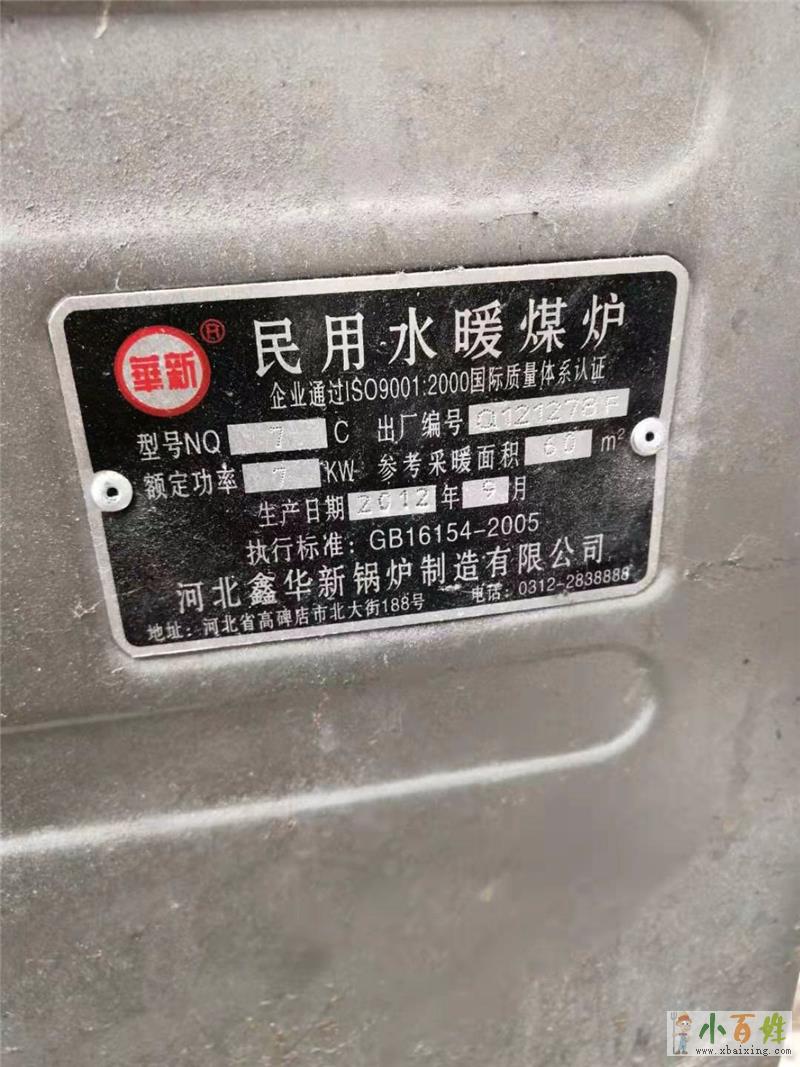 華新 ®
民用水暖煤炉
企业通过ISO9001:2000国际质量体系认证
型号NQ 7 C 出厂编号 Q121278F
额定功率 7 KW 参考采暖面积 60 m²
生产日期 2012 年 9 月
执行标准：GB16154-2005
河北鑫华新锅炉制造有限公司
地址：河北省高碑店市北大街188号 电话：0312-2838888
小百姓
www.xbaixing.com